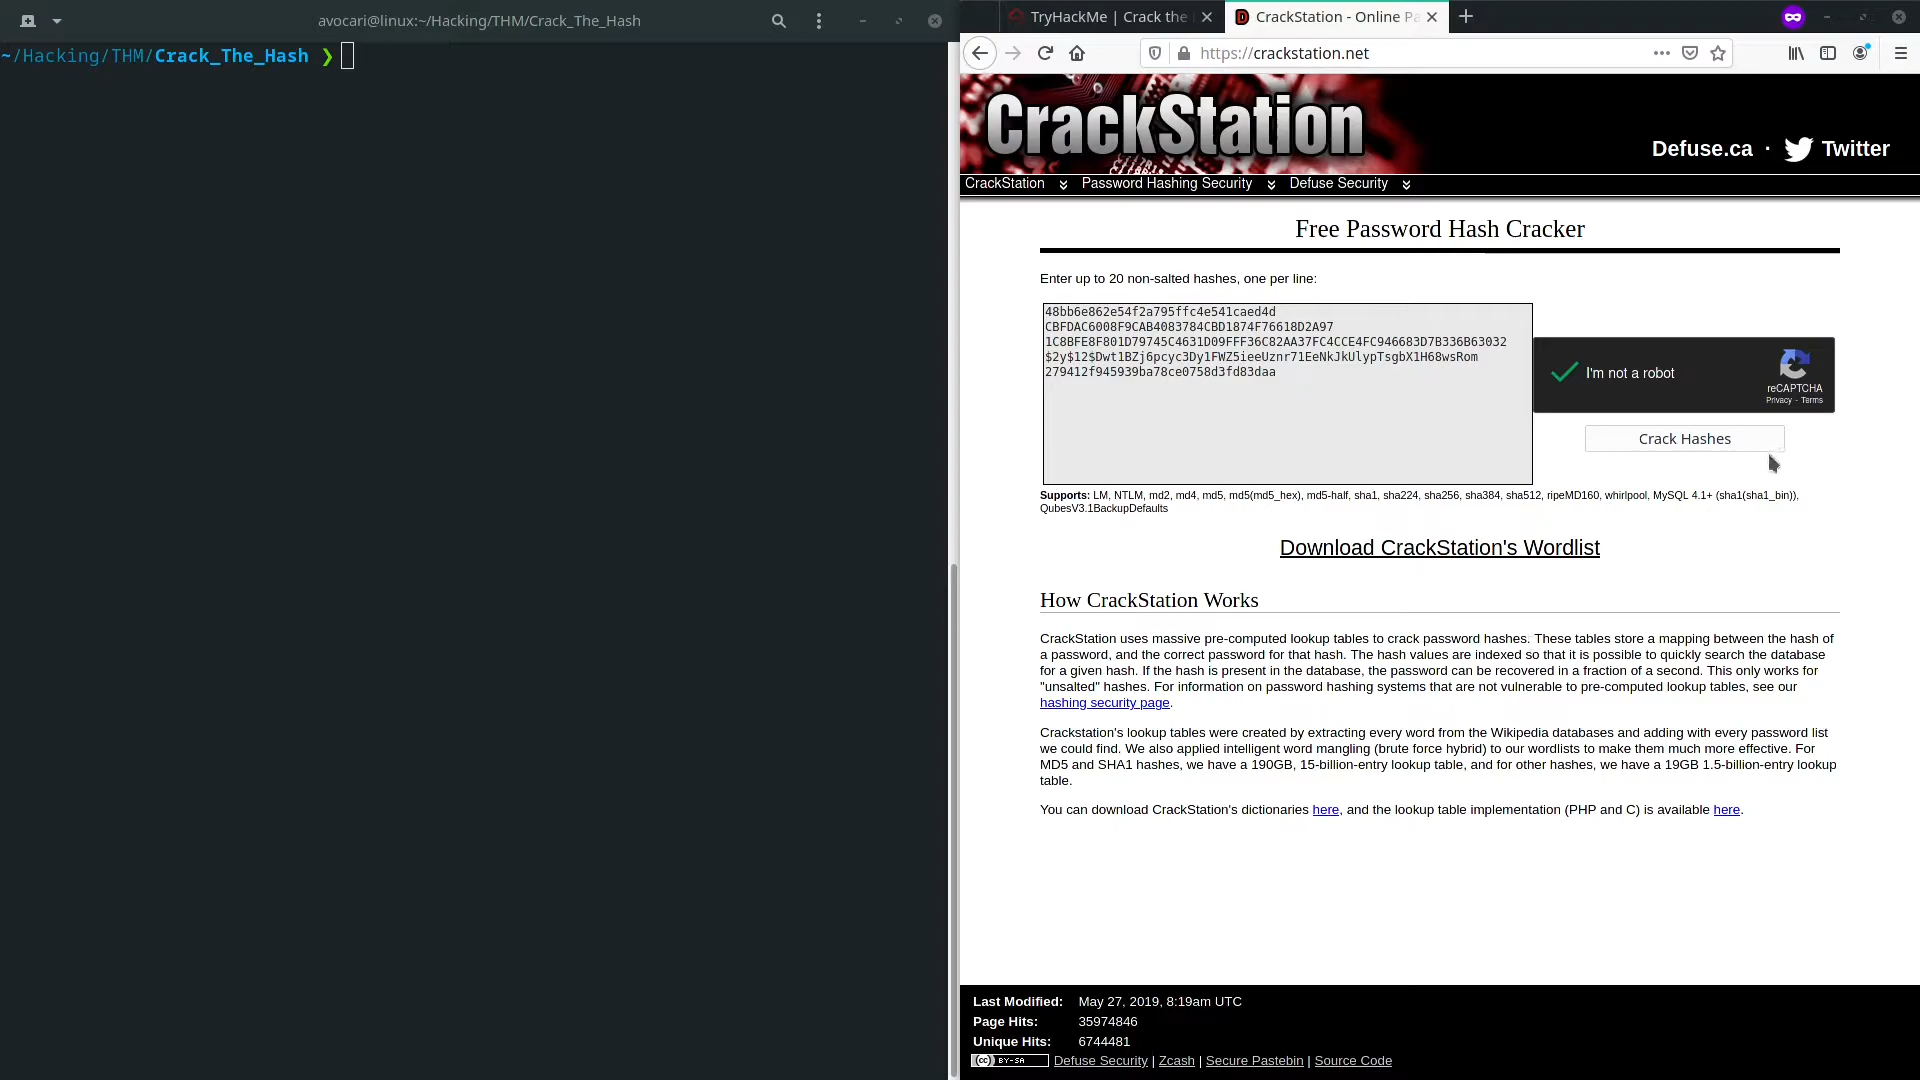 avocari@linux:~/Hacking/THM/Crack_The_Hash
~/Hacking/THM/Crack_The_Hash ❯
TryHackMe | Crack the
CrackStation - Online Pa
https://crackstation.net
CrackStation
Defuse.ca · Twitter
CrackStation Password Hashing Security Defuse Security
Free Password Hash Cracker
Enter up to 20 non-salted hashes, one per line:
48bb6e862e54f2a795ffc4e541caed4d
CBFDAC6008F9CAB4083784CBD1874F76618D2A97
1C8BFE8F801D79745C4631D09FFF36C82AA37FC4CCE4FC946683D7B336B63032
$2y$12$Dwt1BZj6pcyc3Dy1FWZ5ieeUznr71EeNkJkUlypTsgbX1H68wsRom
279412f945939ba78ce0758d3fd83daa
I'm not a robot
reCAPTCHA
Privacy - Terms
Crack Hashes
Supports: LM, NTLM, md2, md4, md5, md5(md5_hex), md5-half, sha1, sha224, sha256, sha384, sha512, ripeMD160, whirlpool, MySQL 4.1+ (sha1(sha1_bin)),
QubesV3.1BackupDefaults
Download CrackStation's Wordlist
How CrackStation Works
CrackStation uses massive pre-computed lookup tables to crack password hashes. These tables store a mapping between the hash of
a password, and the correct password for that hash. The hash values are indexed so that it is possible to quickly search the database
for a given hash. If the hash is present in the database, the password can be recovered in a fraction of a second. This only works for
"unsalted" hashes. For information on password hashing systems that are not vulnerable to pre-computed lookup tables, see our
hashing security page.
Crackstation's lookup tables were created by extracting every word from the Wikipedia databases and adding with every password list
we could find. We also applied intelligent word mangling (brute force hybrid) to our wordlists to make them much more effective. For
MD5 and SHA1 hashes, we have a 190GB, 15-billion-entry lookup table, and for other hashes, we have a 19GB 1.5-billion-entry lookup
table.
You can download CrackStation's dictionaries here, and the lookup table implementation (PHP and C) is available here.
Last Modified: May 27, 2019, 8:19am UTC
Page Hits: 35974846
Unique Hits: 6744481
cc BY-SA Defuse Security | Zcash | Secure Pastebin | Source Code